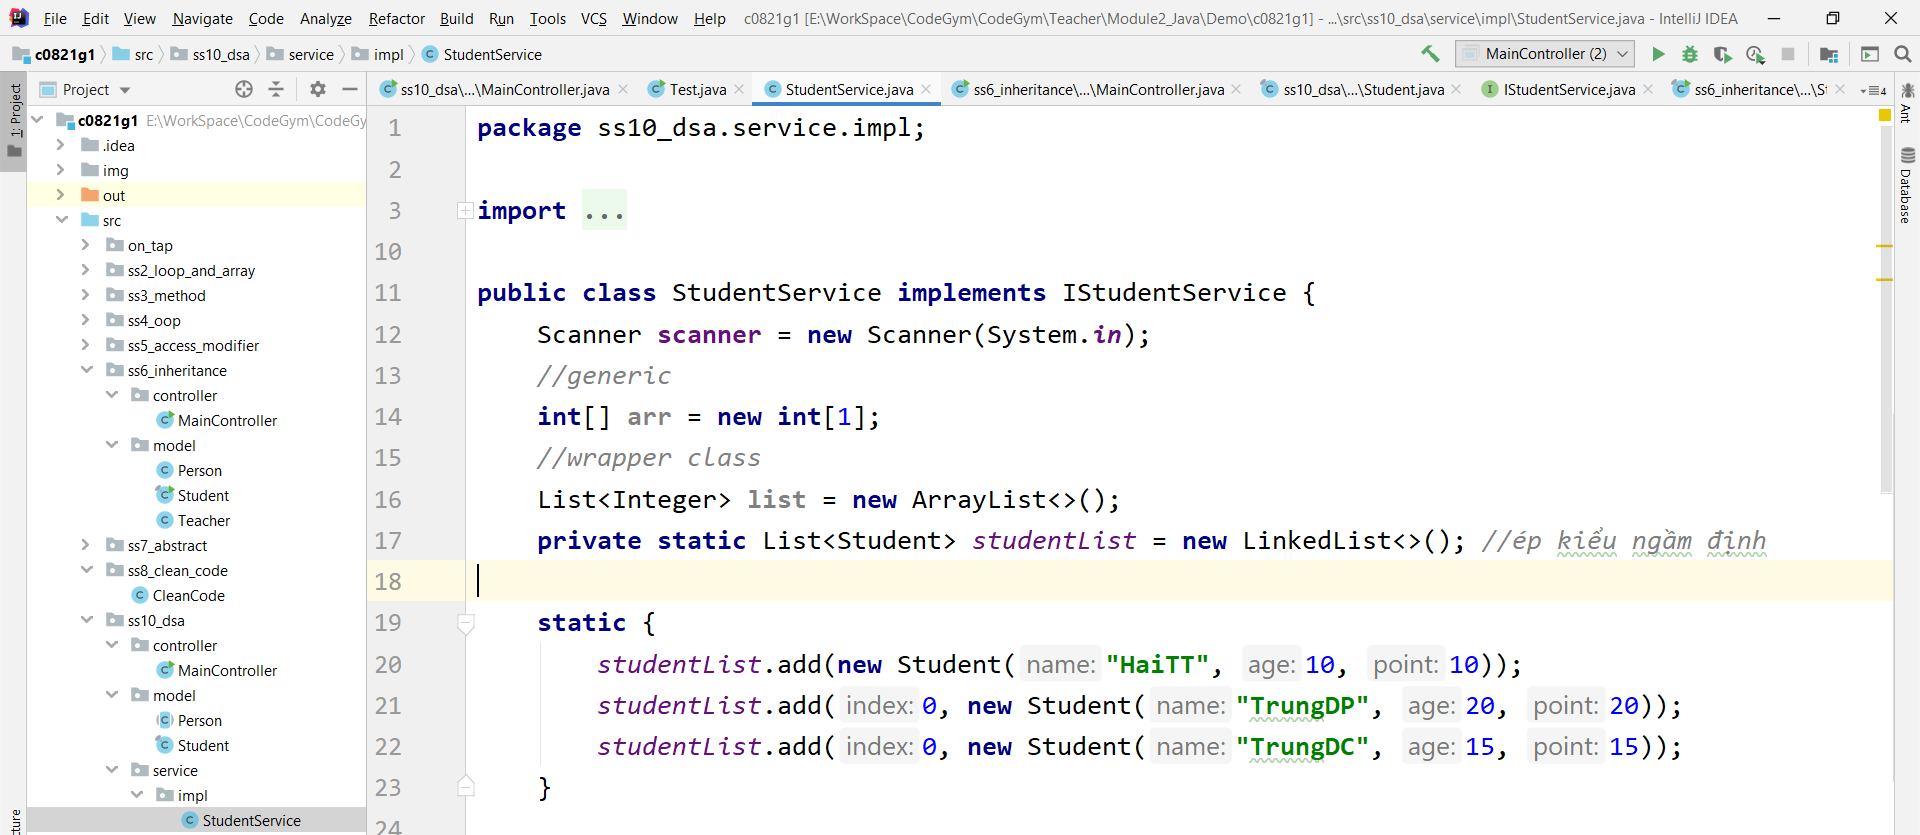 File Edit View Navigate Code Analyze Refactor Build Run Tools VCS Window Help c0821g1 [E:\WorkSpace\CodeGym\CodeGym\Teacher\Module2_Java\Demo\c0821g1] - ...\src\ss10_dsa\service\impl\StudentService.java - IntelliJ IDEA
c0821g1 src ss10_dsa service impl StudentService MainController (2)
Project ss10_dsa\...\MainController.java Test.java StudentService.java ss6_inheritance\...\MainController.java ss10_dsa\...\Student.java IStudentService.java ss6_inheritance\...\St 4
1: Project
Ant
Database
c0821g1 E:\WorkSpace\CodeGym\CodeGy
.idea
img
out
src
on_tap
ss2_loop_and_array
ss3_method
ss4_oop
ss5_access_modifier
ss6_inheritance
controller
MainController
model
Person
Student
Teacher
ss7_abstract
ss8_clean_code
CleanCode
ss10_dsa
controller
MainController
model
Person
Student
service
impl
StudentService
1 package ss10_dsa.service.impl;
2
3 import ...
10
11 public class StudentService implements IStudentService {
12 Scanner scanner = new Scanner(System.in);
13 //generic
14 int[] arr = new int[1];
15 //wrapper class
16 List<Integer> list = new ArrayList<>();
17 private static List<Student> studentList = new LinkedList<>(); //ép kiểu ngầm định
18
19 static {
20 studentList.add(new Student( name: "HaiTT", age: 10, point: 10));
21 studentList.add( index: 0, new Student( name: "TrungDP", age: 20, point: 20));
22 studentList.add( index: 0, new Student( name: "TrungDC", age: 15, point: 15));
23 }
24